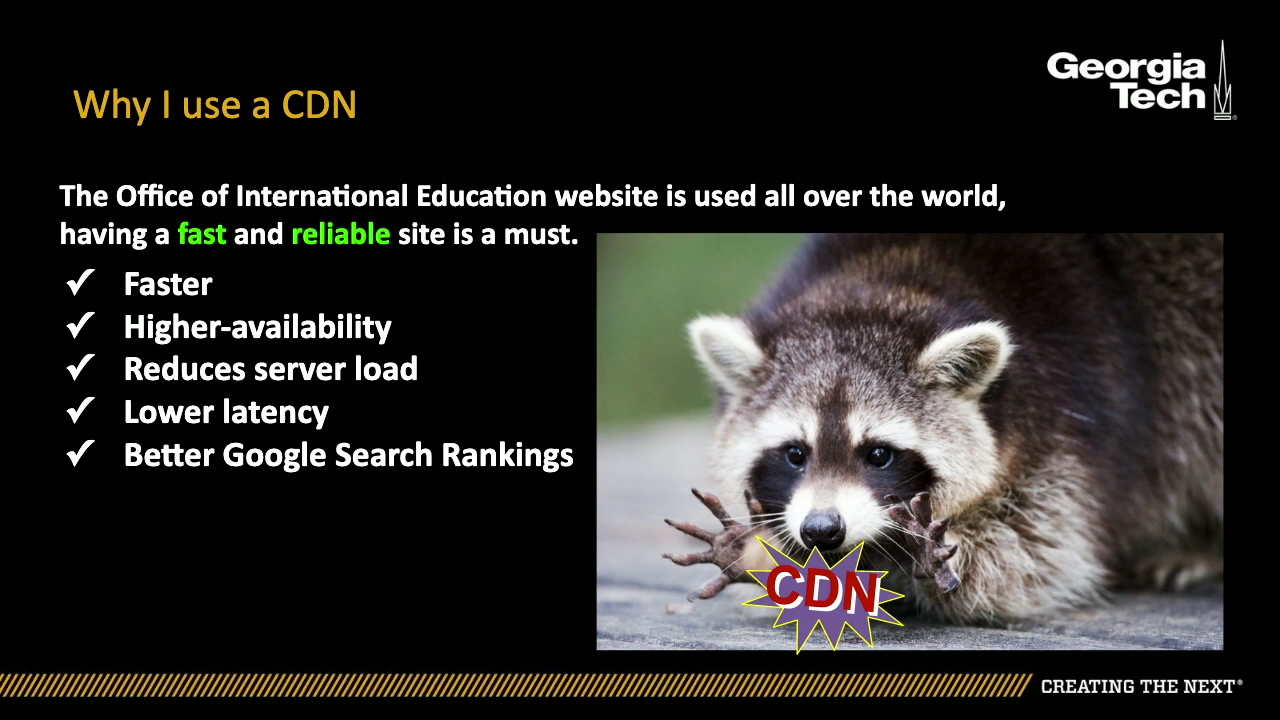 Georgia
Tech
Why I use a CDN
The Office of International Education website is used all over the world,
having a fast and reliable site is a must.
✓ Faster
✓ Higher-availability
✓ Reduces server load
✓ Lower latency
✓ Better Google Search Rankings
CDN
CREATING THE NEXT®